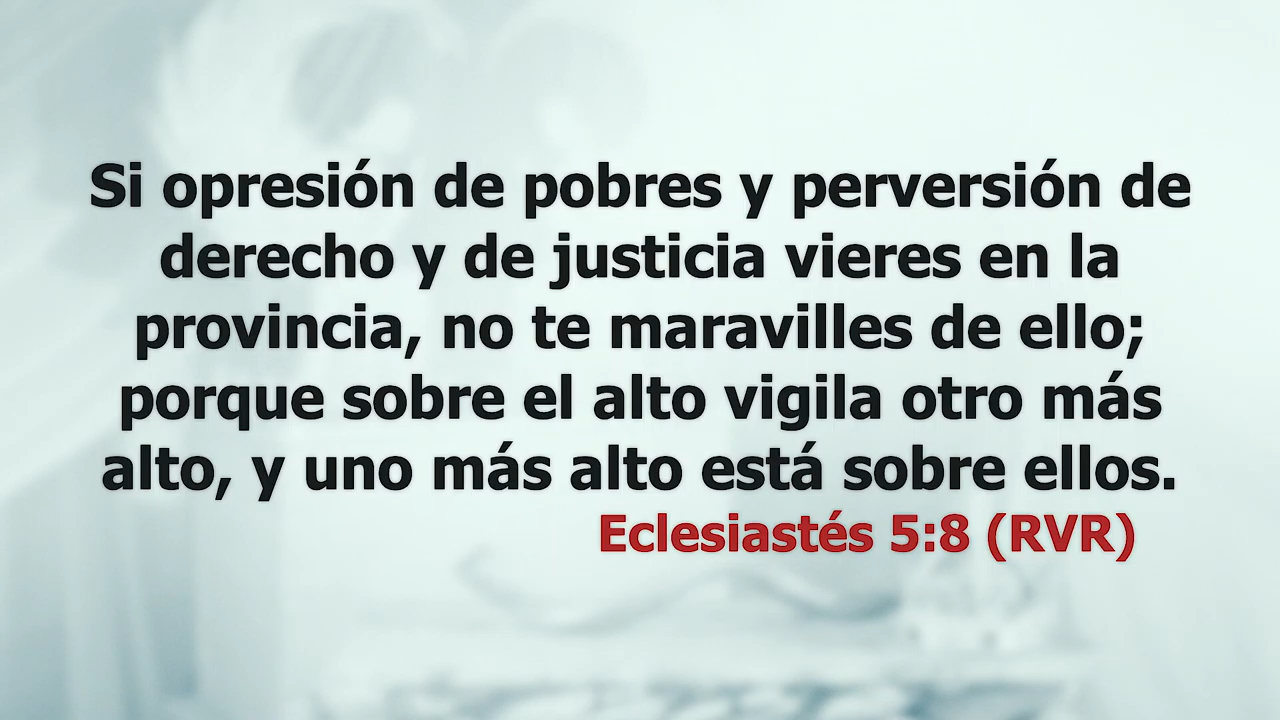 Si opresión de pobres y perversión de
derecho y de justicia vieres en la
provincia, no te maravilles de ello;
porque sobre el alto vigila otro más
alto, y uno más alto está sobre ellos.
Eclesiastés 5:8 (RVR)